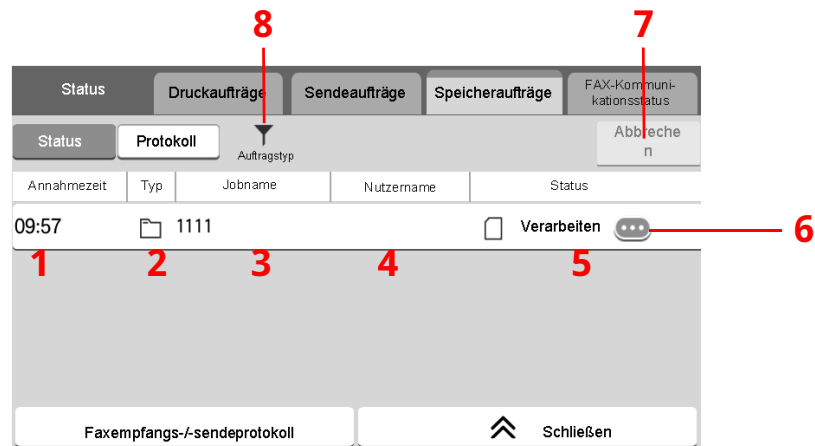 8
7
Status
Druckaufträge
Sendeaufträge
Speicheraufträge
FAX-Kommuni-
kationsstatus
Status
Protokoll
Auftragstyp
Abbreche
n
Annahmezeit
Typ
Jobname
Nutzername
Status
09:57
1111
Verarbeiten
6
1
2
3
4
5
Faxempfangs-/-sendeprotokoll
Schließen